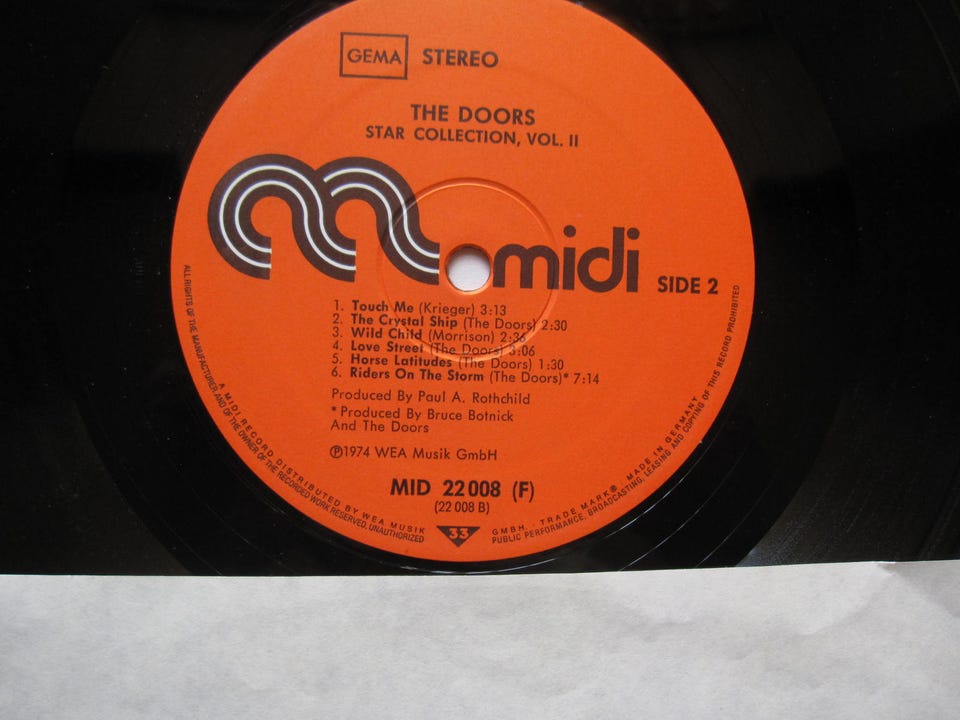 GEMA STEREO
THE DOORS
STAR COLLECTION, VOL. II
midi
SIDE 2
1. Touch Me (Krieger) 3:13
2. The Crystal Ship (The Doors) 2:30
3. Wild Child (Morrison) 2:36
4. Love Street (The Doors) 3:06
5. Horse Latitudes (The Doors) 1:30
6. Riders On The Storm (The Doors)* 7:14
Produced By Paul A. Rothchild
* Produced By Bruce Botnick
And The Doors
℗1974 WEA Musik GmbH
MID 22 008 (F)
(22 008 B)
33
A MIDI RECORD DISTRIBUTED BY WEA MUSIK GMBH. · TRADE MARK® · MADE IN GERMANY
ALL RIGHTS OF THE MANUFACTURER AND OF THE OWNER OF THE RECORDED WORK RESERVED. UNAUTHORIZED PUBLIC PERFORMANCE, BROADCASTING, LEASING AND COPYING OF THIS RECORD PROHIBITED